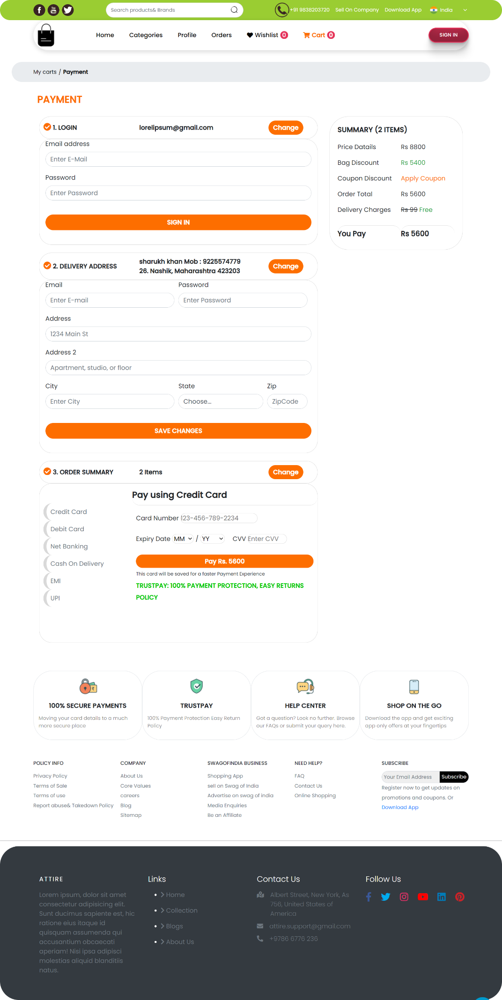 Search products& Brands
+91 9838203720 Sell On Company Download App India
Home Categories Profile Orders Wishlist 0 Cart 0
SIGN IN
My carts / Payment
PAYMENT
1. LOGIN lorelipsum@gmail.com Change
Email address
Enter E-Mail
Password
Enter Password
SIGN IN
SUMMARY (2 ITEMS)
Price Datails Rs 8800
Bag Discount Rs 5400
Coupon Discount Apply Coupon
Order Total Rs 5600
Delivery Charges Rs 99 Free
You Pay Rs 5600
2. DELIVERY ADDRESS
sharukh khan Mob : 9225574779
26. Nashik, Maharashtra 423203
Change
Email Password
Enter E-mail Enter Password
Address
1234 Main St
Address 2
Apartment, studio, or floor
City State Zip
Enter City Choose... ZipCode
SAVE CHANGES
3. ORDER SUMMARY 2 Items Change
Credit Card
Debit Card
Net Banking
Cash On Delivery
EMI
UPI
Pay using Credit Card
Card Number 123-456-789-2234
Expiry Date MM / YY CVV Enter CVV
Pay Rs. 5600
This card will be saved for a faster Payment Experience
TRUSTPAY: 100% PAYMENT PROTECTION, EASY RETURNS
POLICY
100% SECURE PAYMENTS
Moving your card details to a much
more secure place
TRUSTPAY
100% Payment Protection Easy Return
Policy
HELP CENTER
Got a question? Look no further. Browse
our FAQs or submit your query here.
SHOP ON THE GO
Download the app and get exciting
app only offers at your fingertips
POLICY INFO
Privacy Policy
Terms of Sale
Terms of use
Report abuse& Takedown Policy
COMPANY
About Us
Core Values
careers
Blog
Sitemap
SWAGOFINDIA BUSINESS
Shopping App
sell on Swag of India
Advertise on swag of india
Media Enquiries
Be an Affiliate
NEED HELP?
FAQ
Contact Us
Online Shopping
SUBSCRIBE
Your Email Address Subscribe
Register now to get updates on
promotions and coupons. Or
Download App
ATTIRE
Lorem ipsum, dolor sit amet
consectetur adipisicing elit.
Sunt ducimus sapiente est, hic
ratione eius itaque id
quisquam assumenda qui
accusantium obcaecati
aperiam! Nisi ipsa adipisci
molestias aliquid blanditiis
natus.
Links
Home
Collection
Blogs
About Us
Contact Us
Albert Street, New York, As
756, United States of
America
attire.support@gmail.com
+9786 6776 236
Follow Us